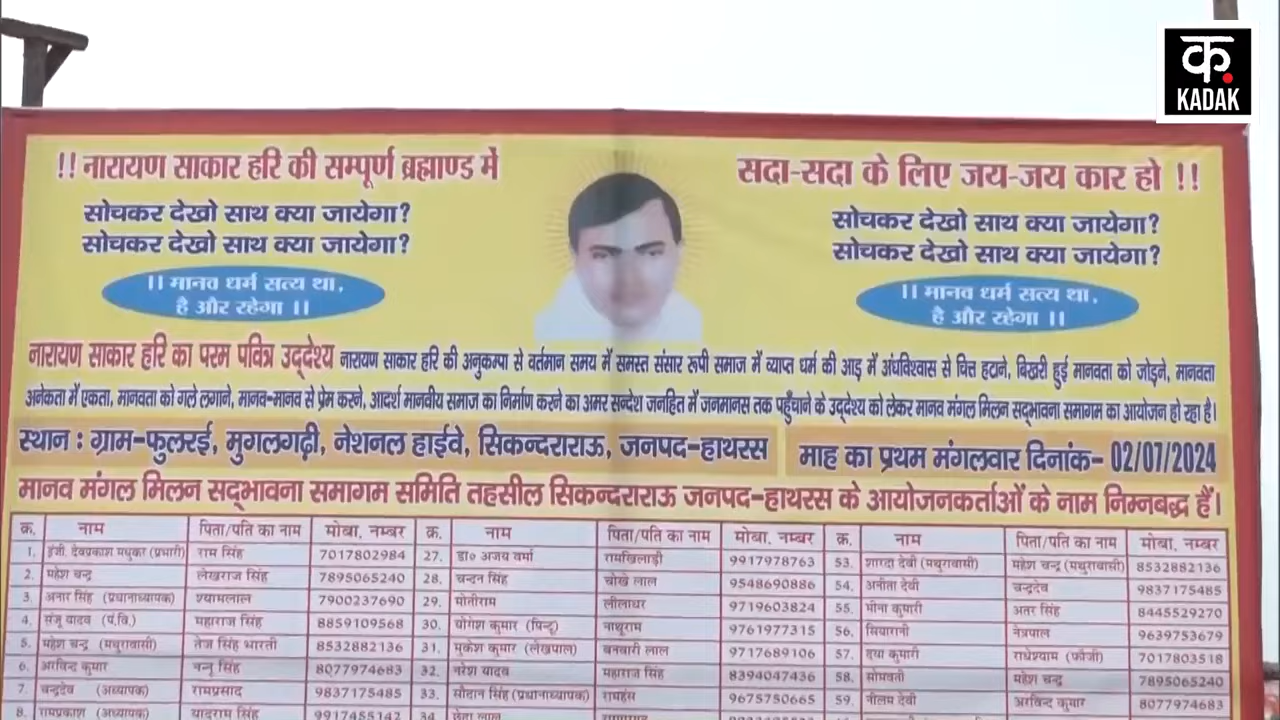 क
KADAK
!! नारायण साकार हरि की सम्पूर्ण ब्रह्माण्ड में
सदा-सदा के लिए जय-जय कार हो !!
सोचकर देखो साथ क्या जायेगा?
सोचकर देखो साथ क्या जायेगा?
सोचकर देखो साथ क्या जायेगा?
सोचकर देखो साथ क्या जायेगा?
।। मानव धर्म सत्य था,
है और रहेगा ।।
।। मानव धर्म सत्य था,
है और रहेगा ।।
नारायण साकार हरि का परम पवित्र उद्देश्य नारायण साकार हरि की अनुकम्पा से वर्तमान समय में समस्त संसार रूपी समाज में व्याप्त धर्म की आड़ में अंधविश्वास से चित्त हटाने, बिखरी हुई मानवता को जोड़ने, मानवता
अनेकता में एकता, मानवता को गले लगाने, मानव-मानव से प्रेम करने, आदर्श मानवीय समाज का निर्माण करने का अमर सन्देश जनहित में जनमानस तक पहुँचाने के उद्देश्य को लेकर मानव मंगल मिलन सद्भावना समागम का आयोजन हो रहा है।
स्थान : ग्राम-फुलरई, मुगलगढ़ी, नेशनल हाईवे, सिकन्दराराऊ, जनपद-हाथरस
माह का प्रथम मंगलवार दिनांक- 02/07/2024
मानव मंगल मिलन सद्भावना समागम समिति तहसील सिकन्दराराऊ जनपद-हाथरस के आयोजनकर्ताओं के नाम निम्नबद्ध हैं।
क्र. नाम पिता/पति का नाम मोबा. नम्बर क्र. नाम पिता/पति का नाम मोबा. नम्बर क्र. नाम पिता/पति का नाम मोबा. नम्बर
1. इंजी. देवप्रकाश मधुकर (प्रभारी) राम सिंह 7017802984 27. डा० अजय वर्मा रामखिलाड़ी 9917978763 53. शारदा देवी (मथुरावासी) महेश चन्द्र (मथुरावासी) 8532882136
2. महेश चन्द्र लेखराज सिंह 7895065240 28. चन्दन सिंह चोखे लाल 9548690886 54. अनीता देवी चन्द्रदेव 9837175485
3. अनार सिंह (प्रधानाध्यापक) श्यामलाल 7900237690 29. मोतीराम लीलाधर 9719603824 55. मीना कुमारी अतर सिंह 8445529270
4. संजू यादव (पं.वि.) महाराज सिंह 8859109568 30. योगेश कुमार (पिन्टू) नाथूराम 9761977315 56. सियारानी नेत्रपाल 9639753679
5. महेश चन्द्र (मथुरावासी) तेज सिंह भारती 8532882136 31. मुकेश कुमार (लेखपाल) बनवारी लाल 9717689106 57. दया कुमारी राधेश्याम (फौजी) 7017803518
6. अरविन्द कुमार चन्नू सिंह 8077974683 32. नरेश यादव महाराज सिंह 8394047436 58. सोमवती महेश चन्द्र 7895065240
7. चन्द्रदेव (अध्यापक) रामप्रसाद 9837175485 33. सौदान सिंह (प्रधानाध्यापक) रामहंस 9675750665 59. नीलम देवी अरविन्द कुमार 8077974683
8. रामप्रकाश (अध्यापक) यादराम सिंह 9917455142 34